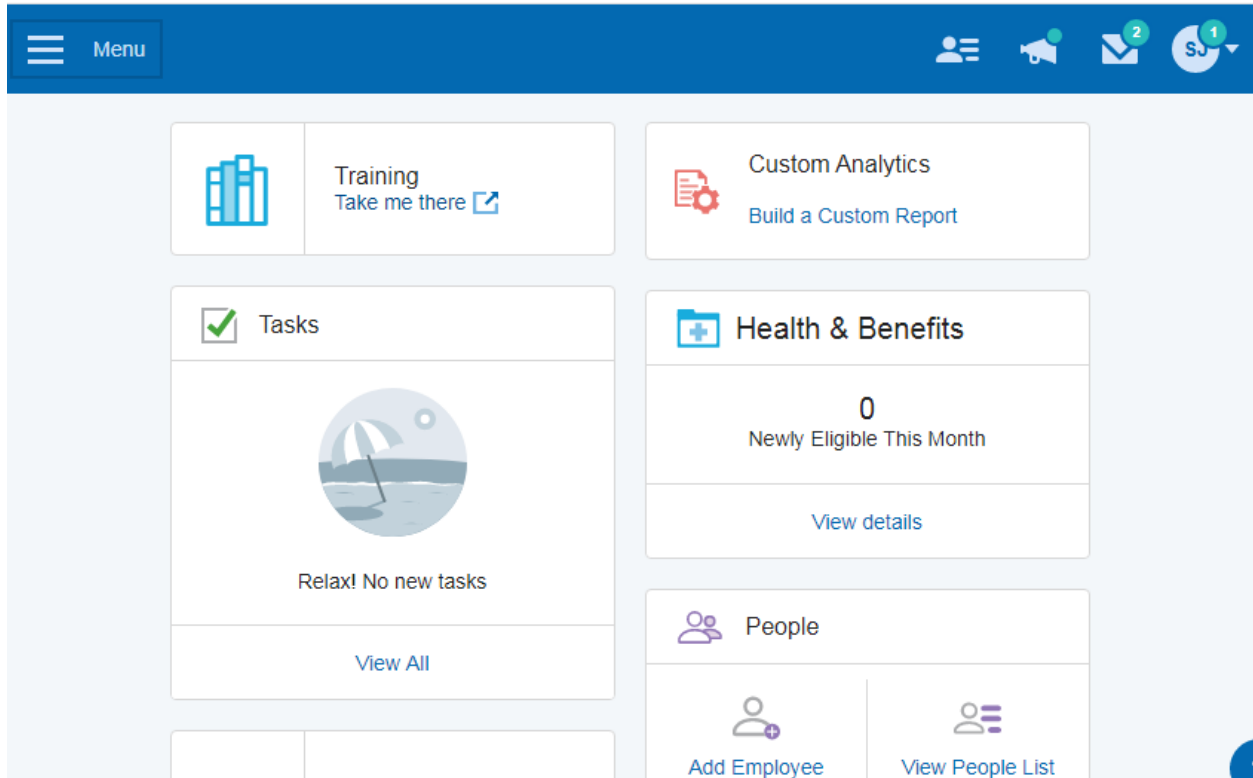 Menu
2
SJ
1
Training
Take me there
Custom Analytics
Build a Custom Report
Tasks
Relax! No new tasks
View All
Health & Benefits
0
Newly Eligible This Month
View details
People
Add Employee
View People List